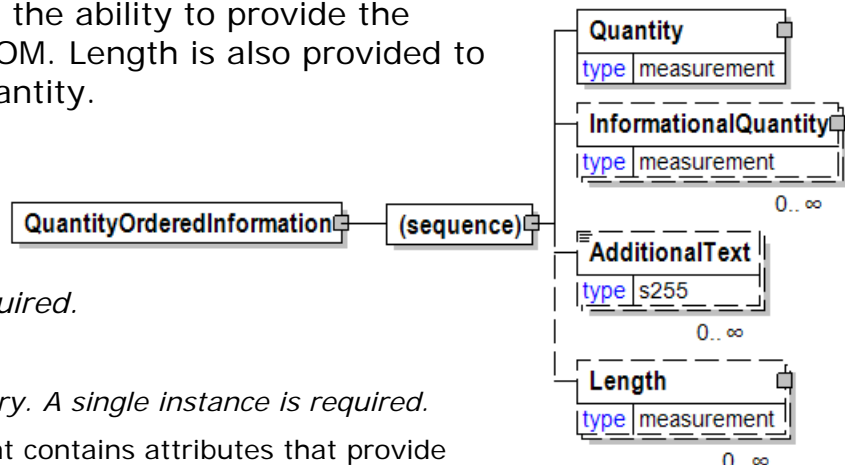 the ability to provide the
OM. Length is also provided to
antity.
Quantity
type measurement
InformationalQuantity
type measurement
0.. ∞
QuantityOrderedInformation
(sequence)
AdditionalText
type s255
0.. ∞
uired.
Length
type measurement
0.. ∞
ry. A single instance is required.
t contains attributes that provide